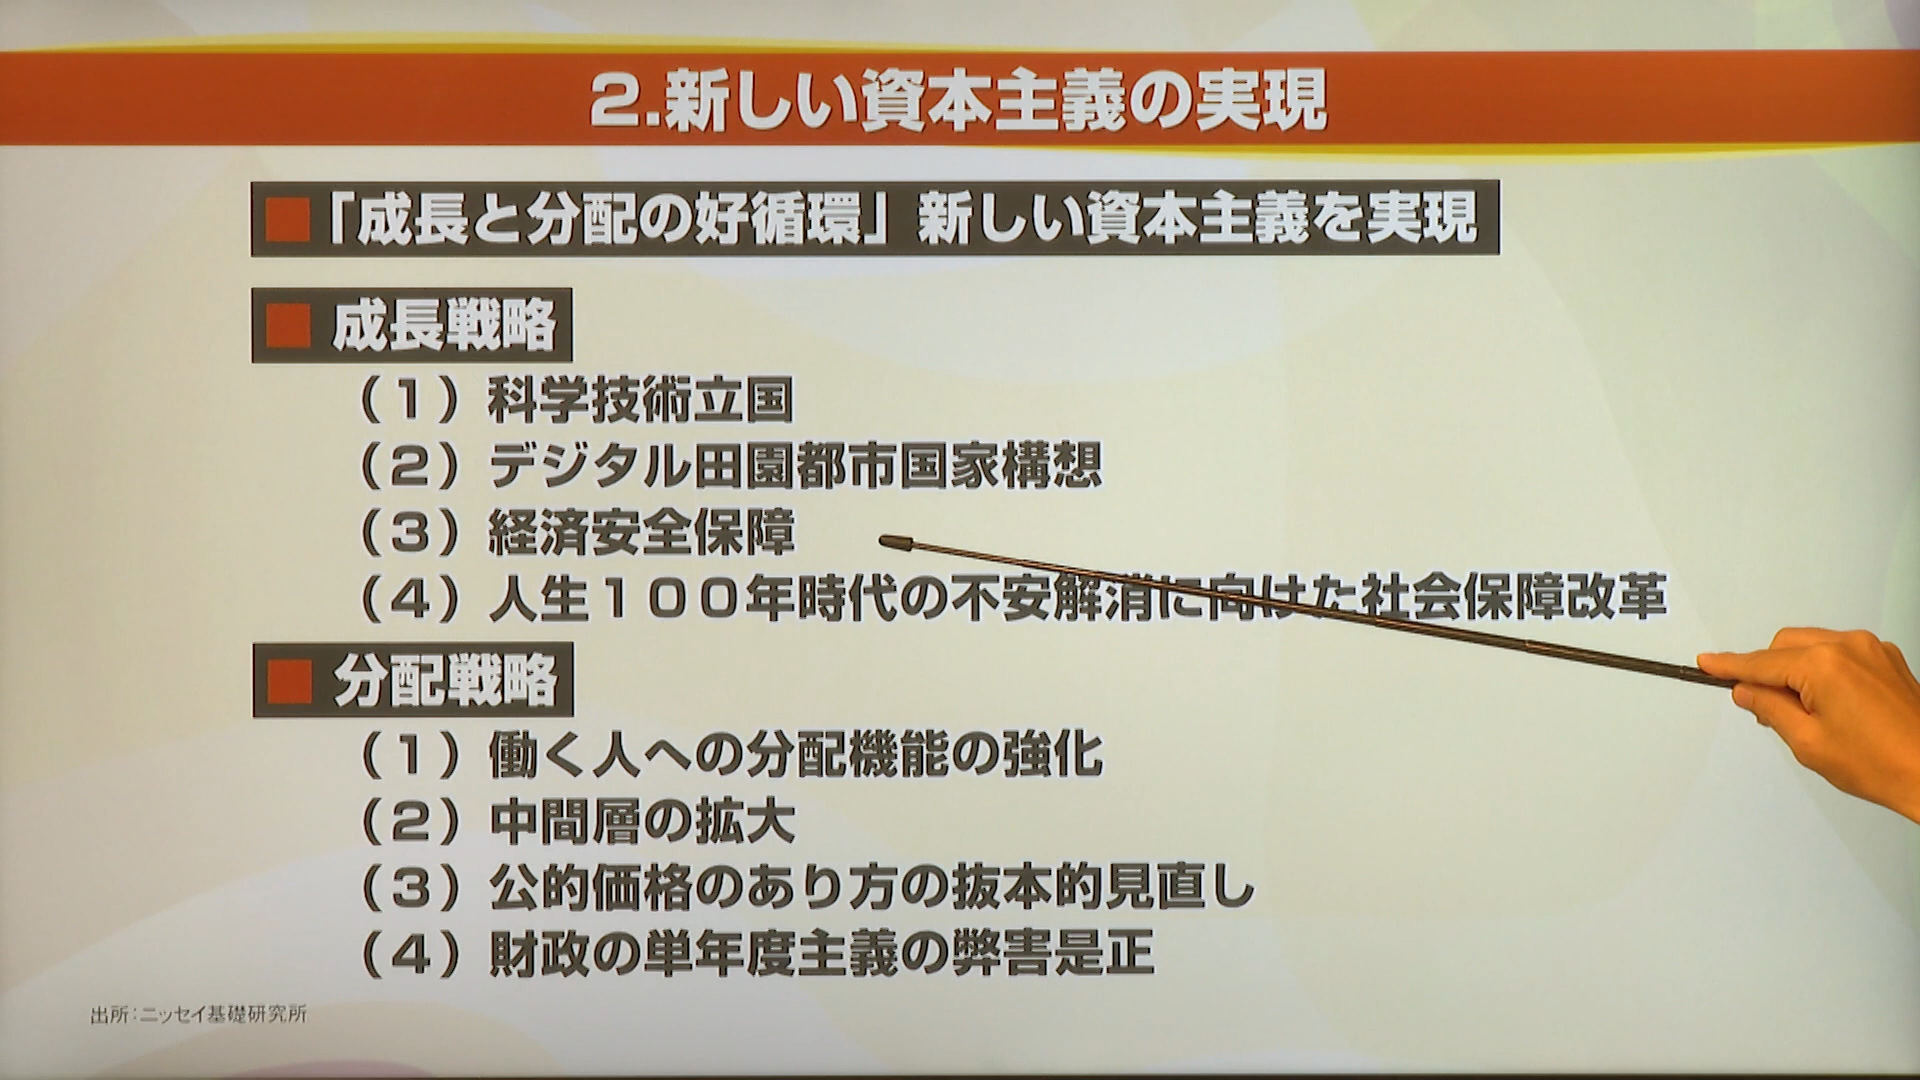 2.新しい資本主義の実現
■「成長と分配の好循環」新しい資本主義を実現
■成長戦略
（１）科学技術立国
（２）デジタル田園都市国家構想
（３）経済安全保障
（４）人生１００年時代の不安解消に向けた社会保障改革
■分配戦略
（１）働く人への分配機能の強化
（２）中間層の拡大
（３）公的価格のあり方の抜本的見直し
（４）財政の単年度主義の弊害是正
出所：ニッセイ基礎研究所